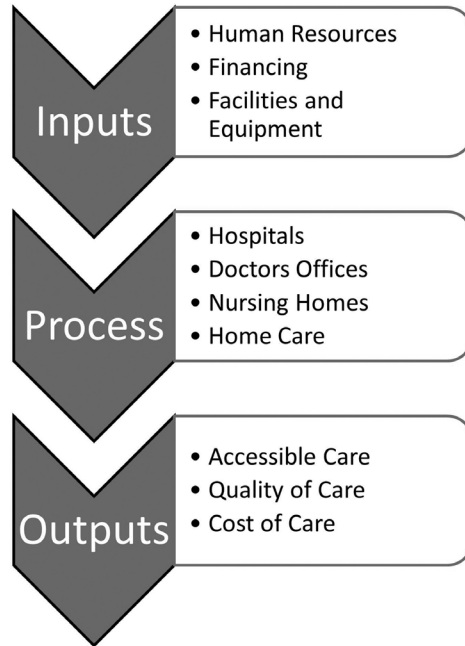 Inputs
• Human Resources
• Financing
• Facilities and
Equipment
Process
• Hospitals
• Doctors Offices
• Nursing Homes
• Home Care
Outputs
• Accessible Care
• Quality of Care
• Cost of Care